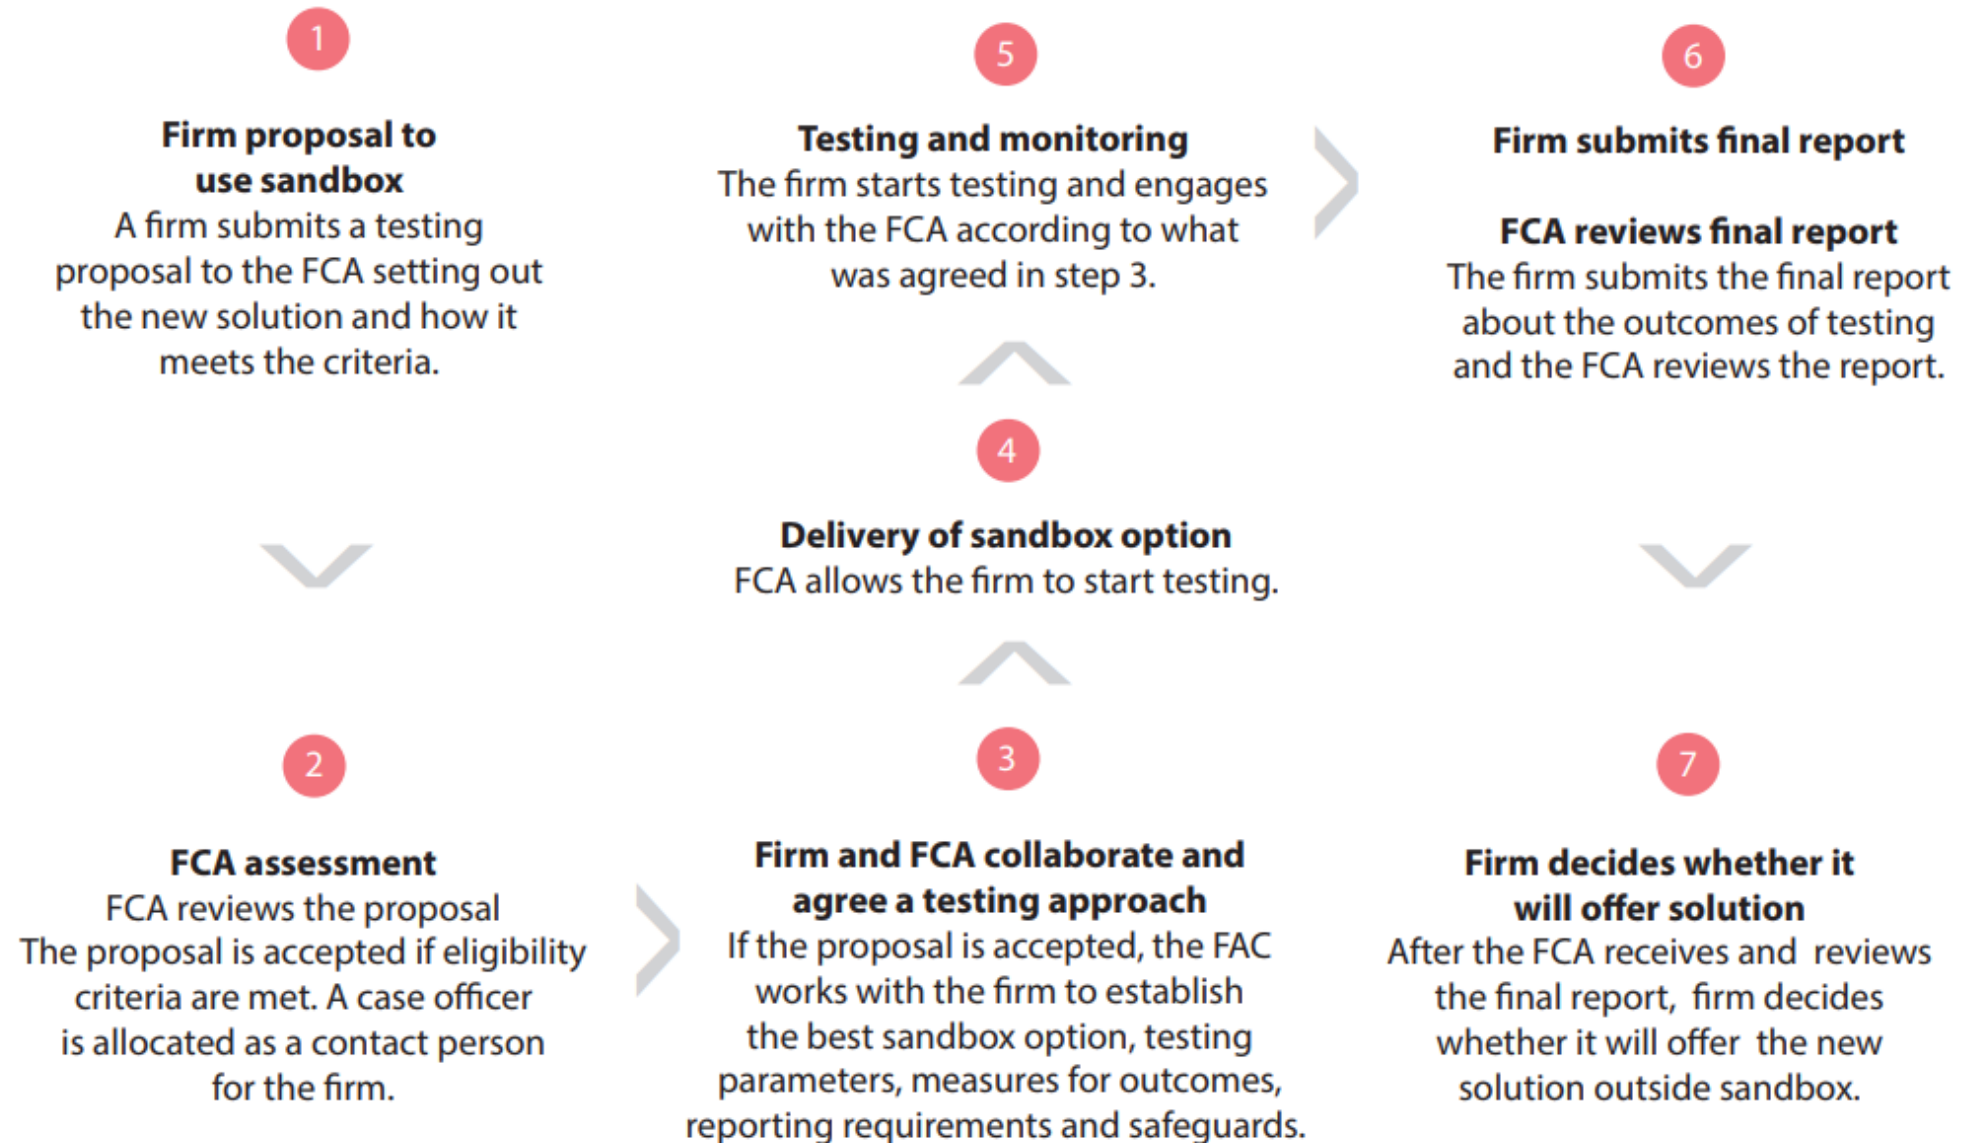 1
Firm proposal to
use sandbox
A firm submits a testing
proposal to the FCA setting out
the new solution and how it
meets the criteria.
2
FCA assessment
FCA reviews the proposal
The proposal is accepted if eligibility
criteria are met. A case officer
is allocated as a contact person
for the firm.
3
Firm and FCA collaborate and
agree a testing approach
If the proposal is accepted, the FAC
works with the firm to establish
the best sandbox option, testing
parameters, measures for outcomes,
reporting requirements and safeguards.
4
Delivery of sandbox option
FCA allows the firm to start testing.
5
Testing and monitoring
The firm starts testing and engages
with the FCA according to what
was agreed in step 3.
6
Firm submits final report
FCA reviews final report
The firm submits the final report
about the outcomes of testing
and the FCA reviews the report.
7
Firm decides whether it
will offer solution
After the FCA receives and reviews
the final report, firm decides
whether it will offer the new
solution outside sandbox.